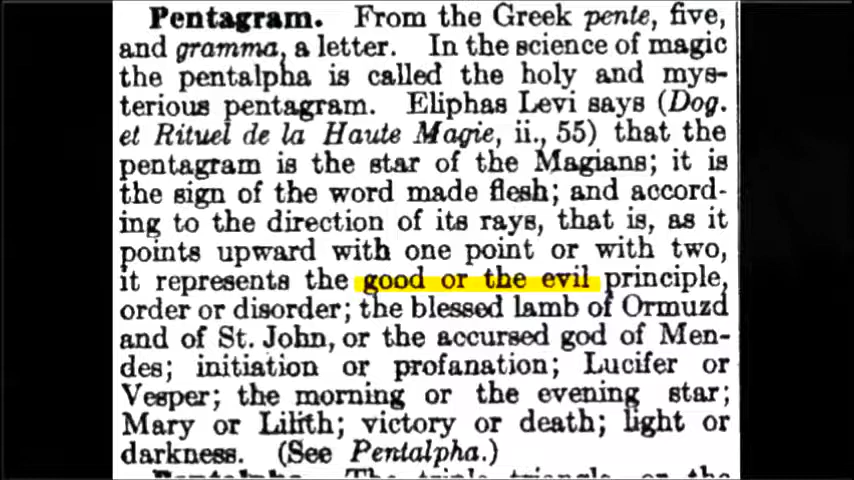 Pentagram. From the Greek pente, five,
and gramma, a letter. In the science of magic
the pentalpha is called the holy and mys-
terious pentagram. Eliphas Levi says (Dog.
et Rituel de la Haute Magie, ii., 55) that the
pentagram is the star of the Magians; it is
the sign of the word made flesh; and accord-
ing to the direction of its rays, that is, as it
points upward with one point or with two,
it represents the good or the evil principle,
order or disorder; the blessed lamb of Ormuzd
and of St. John, or the accursed god of Men-
des; initiation or profanation; Lucifer or
Vesper; the morning or the evening star;
Mary or Lilith; victory or death; light or
darkness. (See Pentalpha.)